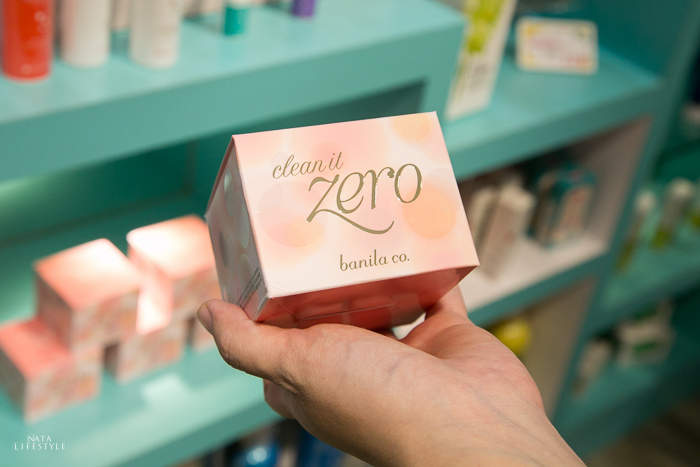 clean it
zero
banila co.
NATA
LIFESTYLE